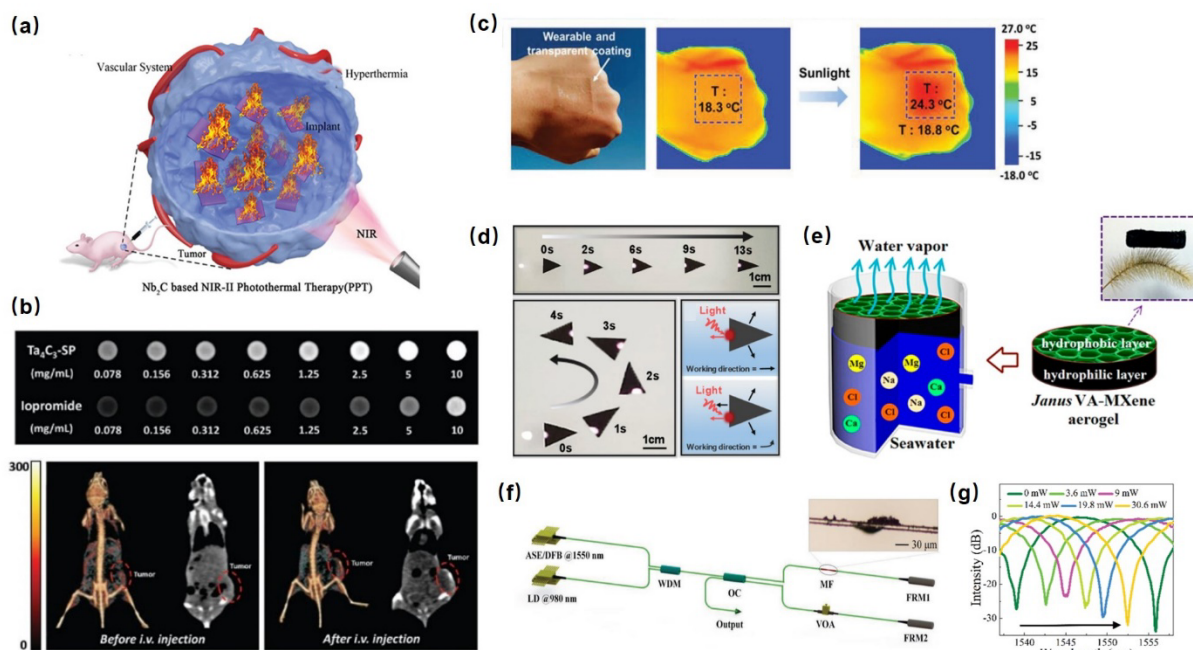 (a)
Vascular System
Hyperthermia
Implant
NIR
Tumor
Nb₂C based NIR-II Photothermal Therapy(PPT)
(b)
Ta₄C₃-SP
(mg/mL) 0.078 0.156 0.312 0.625 1.25 2.5 5 10
Iopromide
(mg/mL) 0.078 0.156 0.312 0.625 1.25 2.5 5 10
300
0
Tumor
Tumor
Before i.v. injection
Tumor
Tumor
After i.v. injection
(c)
Wearable and
transparent coating
T :
18.3 °C
Sunlight
T :
24.3 °C
T : 18.8 °C
27.0 °C
25
15
5
-5
-15
-18.0 °C
(d)
0s 2s 6s 9s 13s
1cm
4s
3s
2s
1s
0s
1cm
Light
Working direction =
Light
Working direction =
(e)
Water vapor
Mg
Cl
Mg
Na
Ca
Cl
Na
Cl
Ca
Cl
Seawater
hydrophobic layer
hydrophilic layer
Janus VA-MXene
aerogel
(f)
ASE/DFB @1550 nm
LD @980 nm
WDM
OC
Output
30 μm
MF
FRM1
VOA
FRM2
(g)
0 mW 3.6 mW 9 mW
14.4 mW 19.8 mW 30.6 mW
Intensity (dB)
0
-10
-20
-30
1540 1545 1550 1555